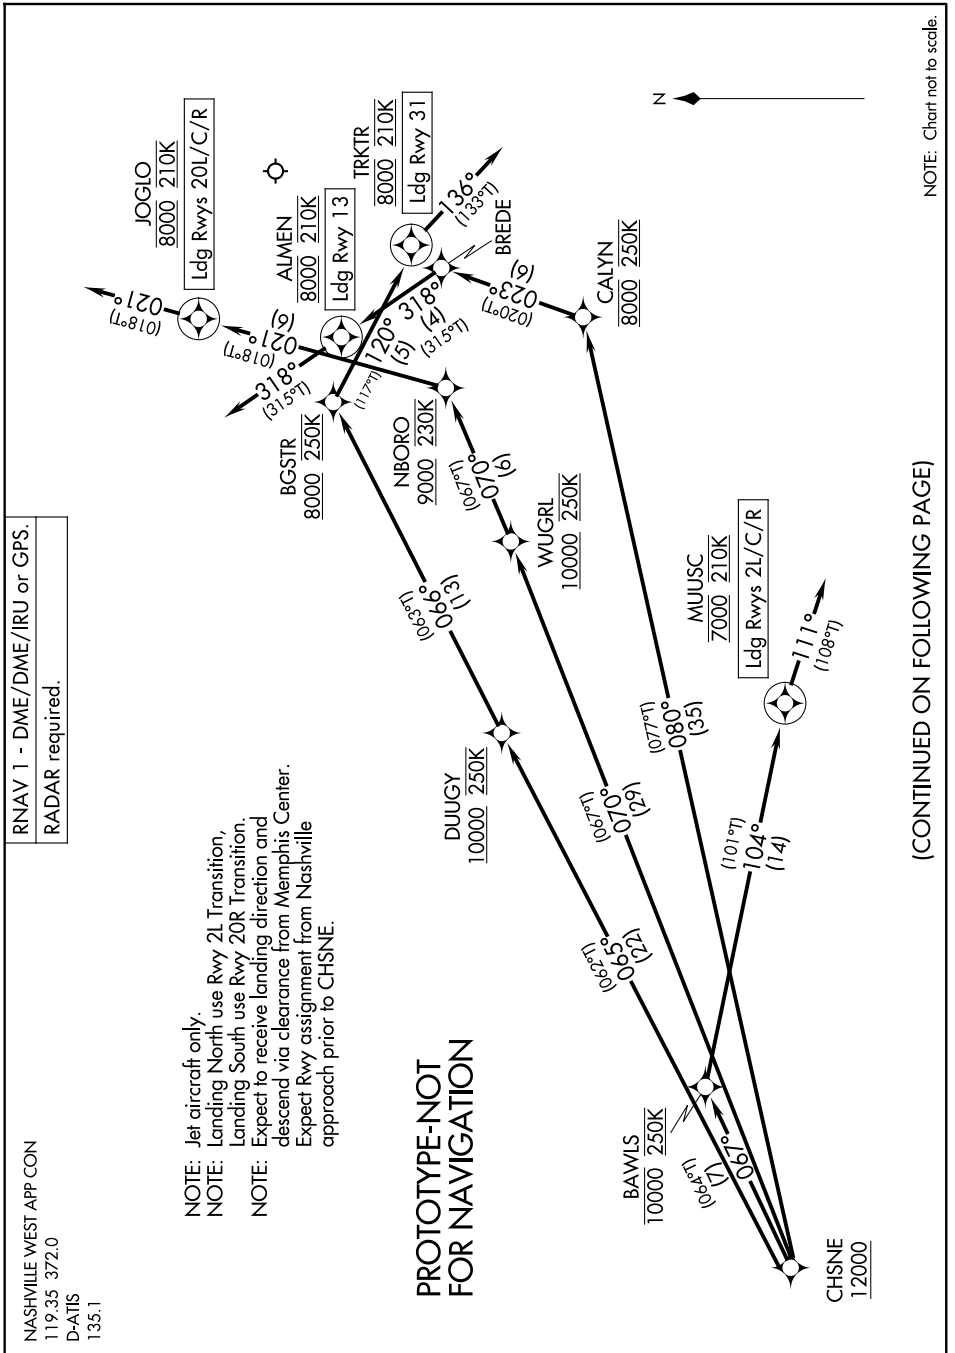 NASHVILLE WEST APP CON
119.35 372.0
D-ATIS
135.1
RNAV 1 - DME/DME/IRU or GPS.
RADAR required.
NOTE: Jet aircraft only.
NOTE: Landing North use Rwy 2L Transition,
Landing South use Rwy 20R Transition.
NOTE: Expect to receive landing direction and
descend via clearance from Memphis Center.
Expect Rwy assignment from Nashville
approach prior to CHSNE.
PROTOTYPE-NOT
FOR NAVIGATION
JOGLO
8000 210K
Ldg Rwys 20L/C/R
021°
(018°T)
ALMEN
8000 210K
Ldg Rwy 13
318°
(315°T)
TRKTR
8000 210K
Ldg Rwy 31
136°
(133°T)
BREDE
318°
(4)
(315°T)
021°
(6)
(018°T)
120°
(5)
(117°T)
BGSTR
8000 250K
NBORO
9000 230K
023°
(6)
(020°T)
CALYN
8000 250K
(067°T)
070°
(6)
WUGRL
10000 250K
(063°T)
066°
(13)
DUUGY
10000 250K
MUUSC
7000 210K
Ldg Rwys 2L/C/R
111°
(108°T)
(077°T)
080°
(35)
(067°T)
070°
(29)
(101°T)
104°
(14)
(062°T)
065°
(22)
BAWLS
10000 250K
(064°T)
(7)
067°
CHSNE
12000
N
NOTE: Chart not to scale.
(CONTINUED ON FOLLOWING PAGE)